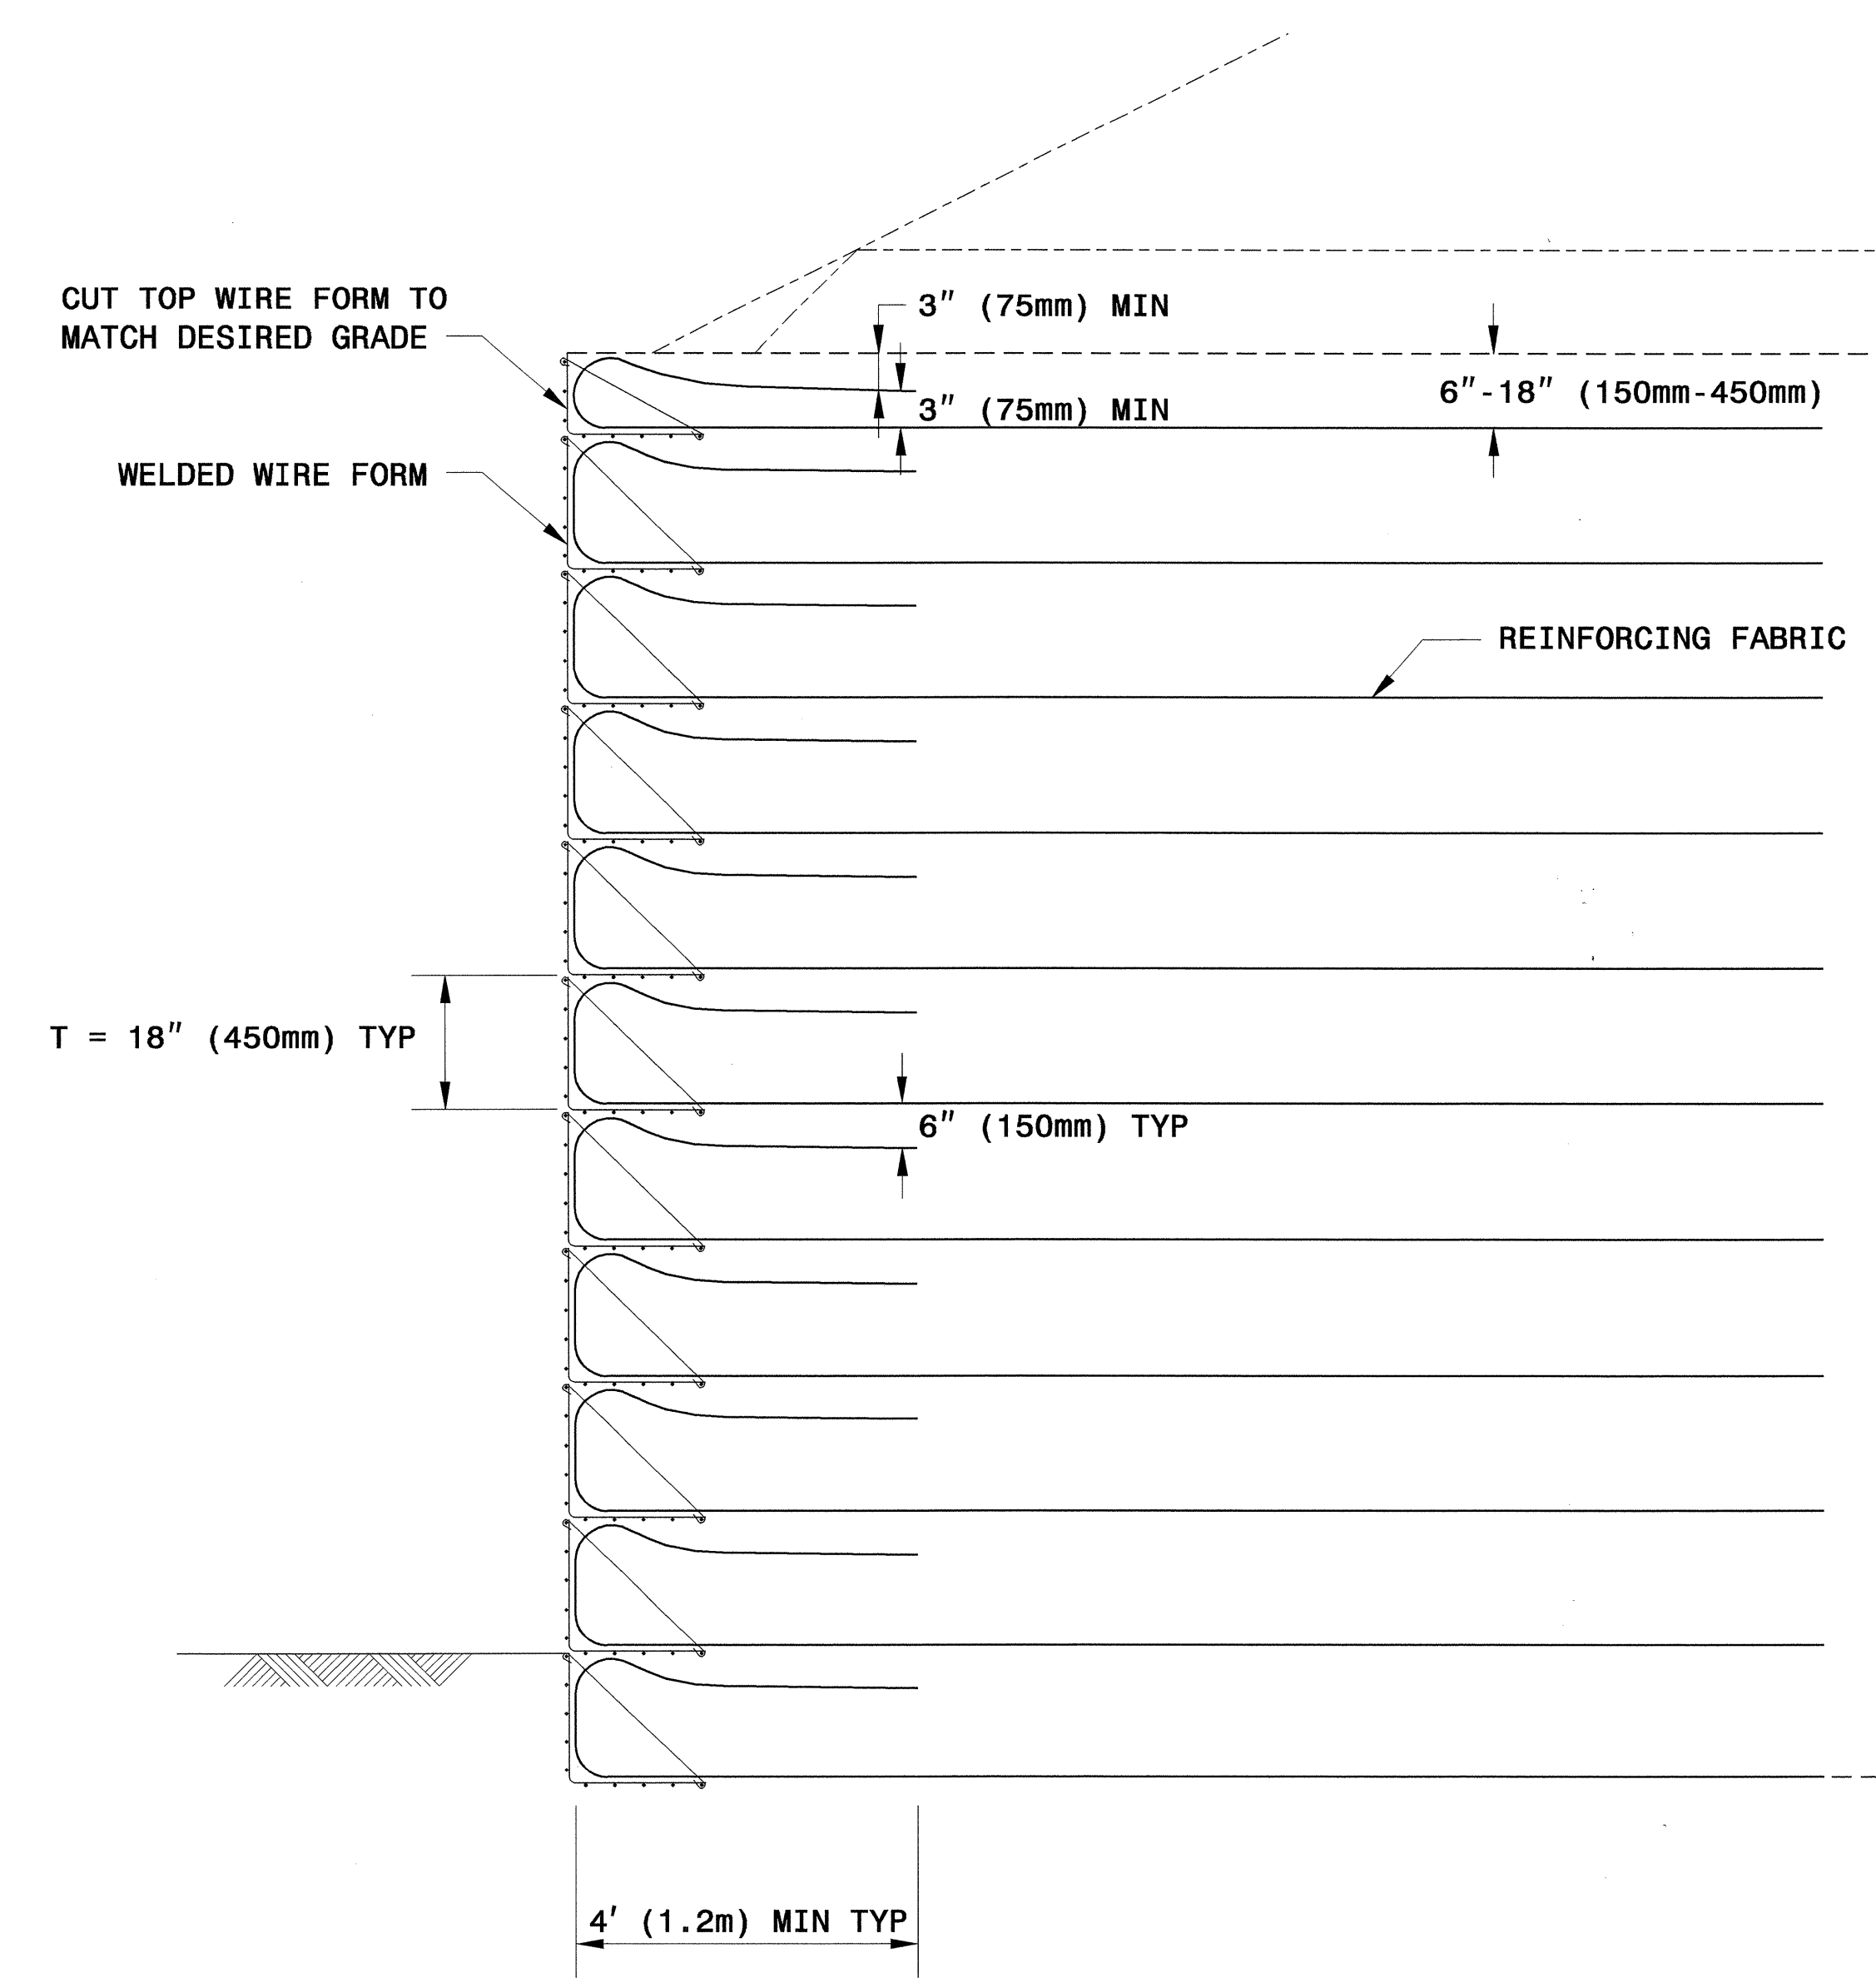 CUT TOP WIRE FORM TO
MATCH DESIRED GRADE
3" (75mm) MIN
6"-18" (150mm-450mm)
3" (75mm) MIN
WELDED WIRE FORM
REINFORCING FABRIC
T = 18" (450mm) TYP
6" (150mm) TYP
4' (1.2m) MIN TYP